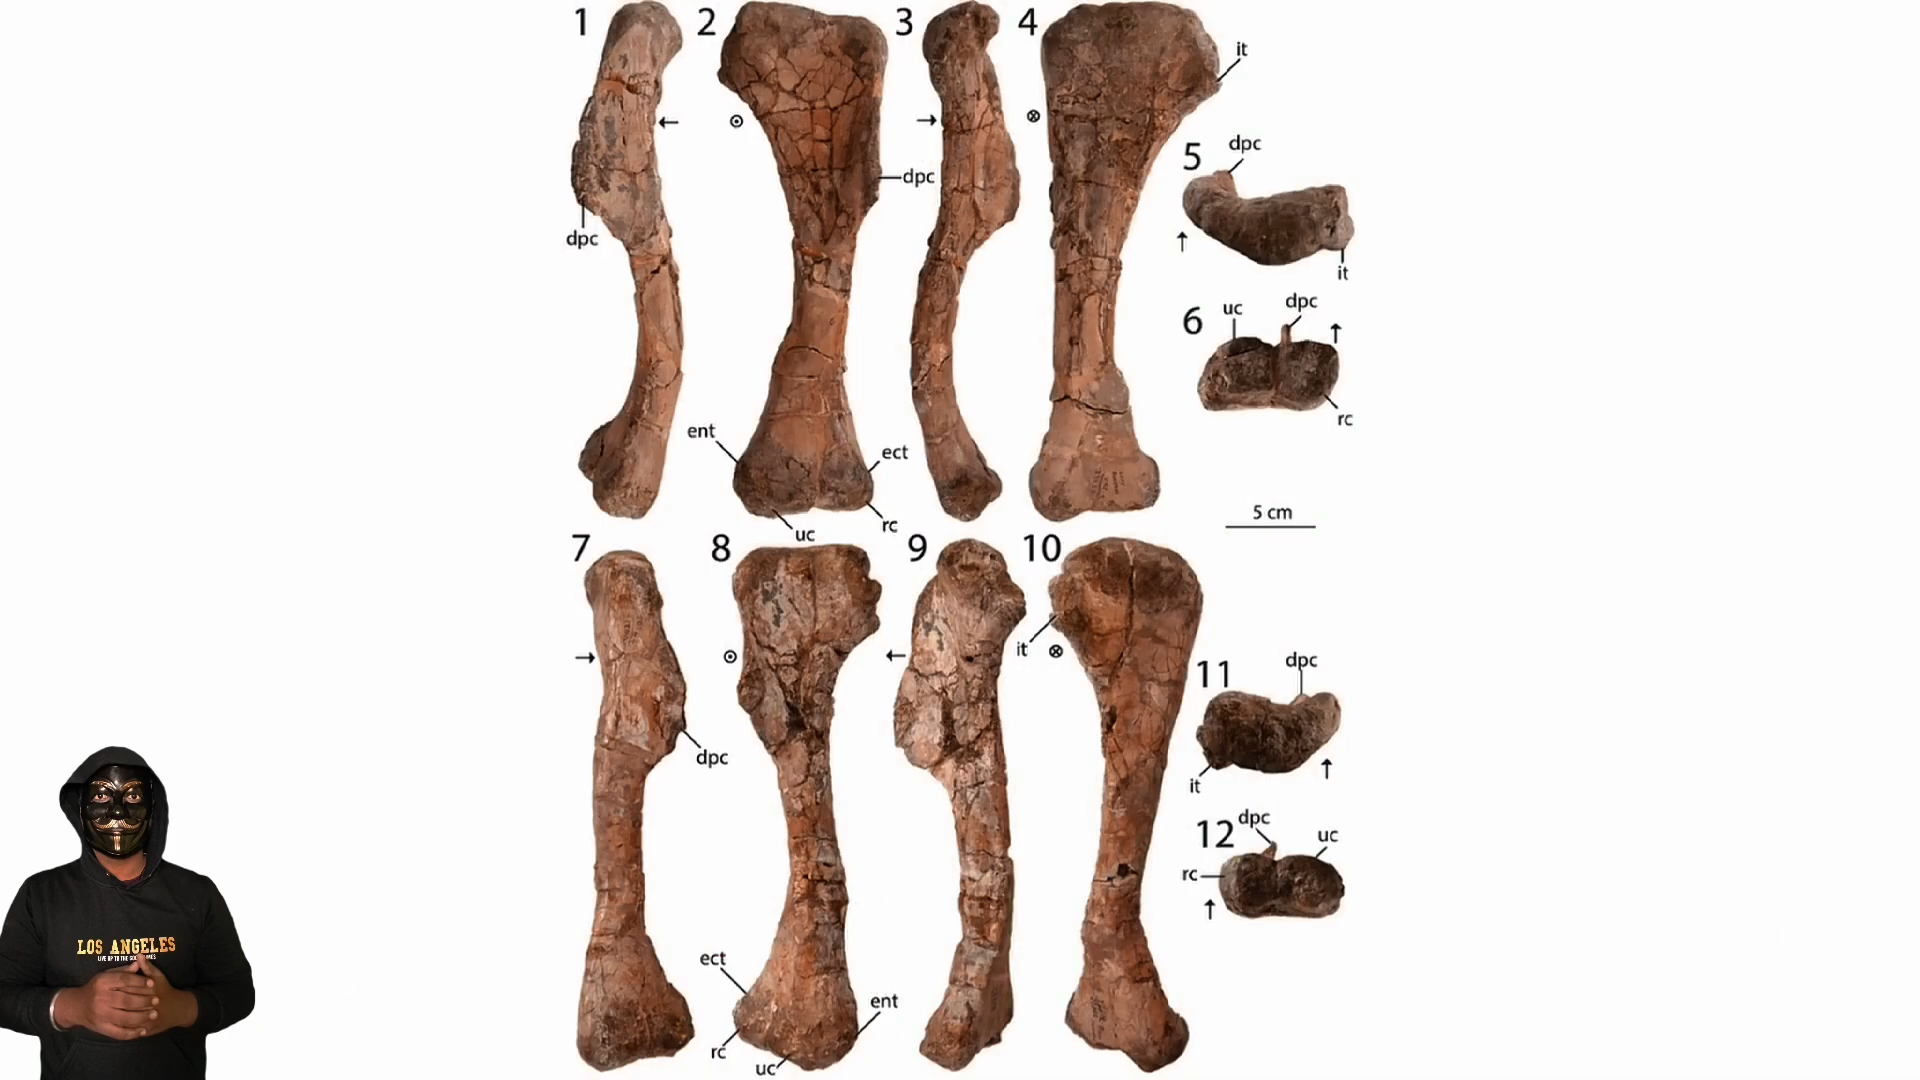 1
2
3
4
it
dpc
5
dpc
dpc
it
uc
dpc
6
rc
ent
ect
rc
uc
5 cm
7
8
9
10
it
dpc
11
dpc
it
dpc
12
uc
rc
ect
ent
rc
uc
LOS ANGELES